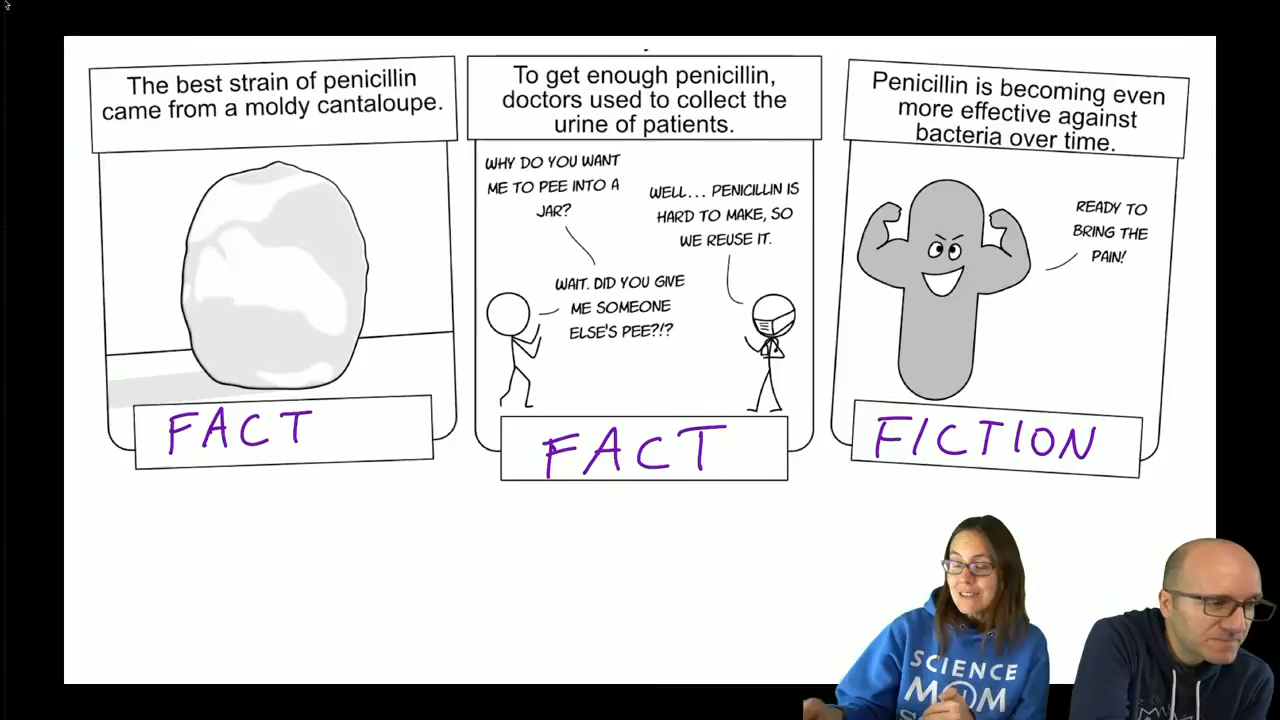 The best strain of penicillin
came from a moldy cantaloupe.
FACT
To get enough penicillin,
doctors used to collect the
urine of patients.
WHY DO YOU WANT
ME TO PEE INTO A
JAR?
WELL... PENICILLIN IS
HARD TO MAKE, SO
WE REUSE IT.
WAIT. DID YOU GIVE
ME SOMEONE
ELSE'S PEE?!?
FACT
Penicillin is becoming even
more effective against
bacteria over time.
READY TO
BRING THE
PAIN!
FICTION
SCIENCE
MOM